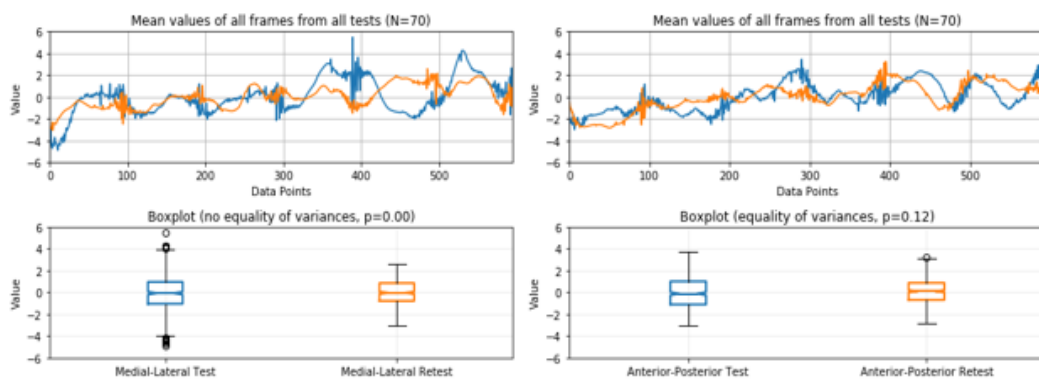 Mean values of all frames from all tests (N=70)
6
4
2
0
−2
−4
−6
Value
0 100 200 300 400 500
Data Points
Mean values of all frames from all tests (N=70)
6
4
2
0
−2
−4
−6
Value
0 100 200 300 400 500
Data Points
Boxplot (no equality of variances, p=0.00)
6
4
2
0
−2
−4
−6
Value
Medial-Lateral Test Medial-Lateral Retest
Boxplot (equality of variances, p=0.12)
6
4
2
0
−2
−4
−6
Value
Anterior-Posterior Test Anterior-Posterior Retest